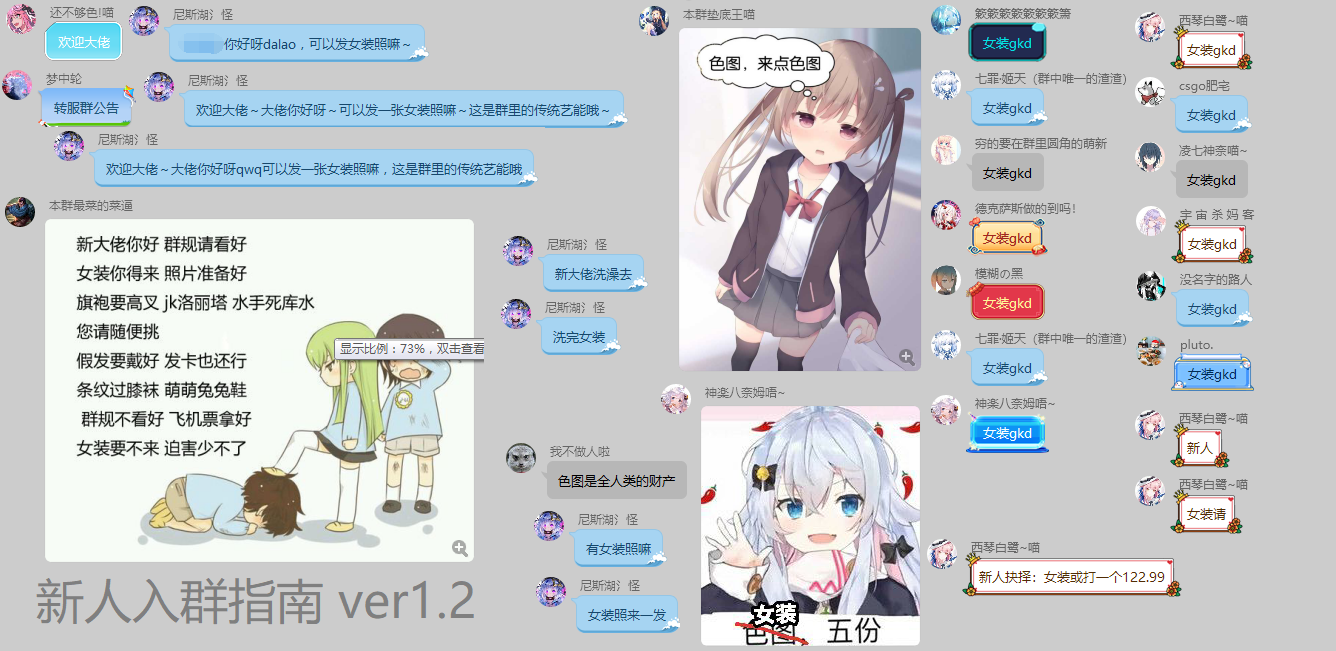 还不够色!喵
欢迎大佬
尼斯湖氵怪
你好呀dalao，可以发女装照嘛～
梦中轮
转服群公告
尼斯湖氵怪
欢迎大佬～大佬你好呀～可以发一张女装照嘛～这是群里的传统艺能哦～
尼斯湖氵怪
欢迎大佬～大佬你好呀qwq可以发一张女装照嘛，这是群里的传统艺能哦
本群最菜的菜逼
新大佬你好 群规请看好
女装你得来 照片准备好
旗袍要高叉 jk洛丽塔 水手死库水
您请随便挑
假发要戴好 发卡也还行
条纹过膝袜 萌萌兔兔鞋
群规不看好 飞机票拿好
女装要不来 迫害少不了
显示比例：73%，双击查看
新人入群指南 ver1.2
尼斯湖氵怪
新大佬洗澡去
尼斯湖氵怪
洗完女装
我不做人啦
色图是全人类的财产
尼斯湖氵怪
有女装照嘛
尼斯湖氵怪
女装照来一发
本群垫底王喵
色图，来点色图
神楽八奈姆唔~
女装
色图，五份
簌簌簌簌簌簌簌箫
女装gkd
七罪·姬天（群中唯一的渣渣）
女装gkd
穷的要在群里圆角的萌新
女装gkd
德克萨斯做的到吗!
女装gkd
模糊の黑
女装gkd
七罪·姬天（群中唯一的渣渣）
女装gkd
神楽八奈姆唔~
女装gkd
西琴白鹭~喵
女装gkd
csgo肥宅
女装gkd
凌七神奈喵~
女装gkd
宇宙杀妈客
女装gkd
没名字的路人
女装gkd
pluto.
女装gkd
西琴白鹭~喵
新人
西琴白鹭~喵
女装请
西琴白鹭~喵
新人抉择：女装或打一个122.99